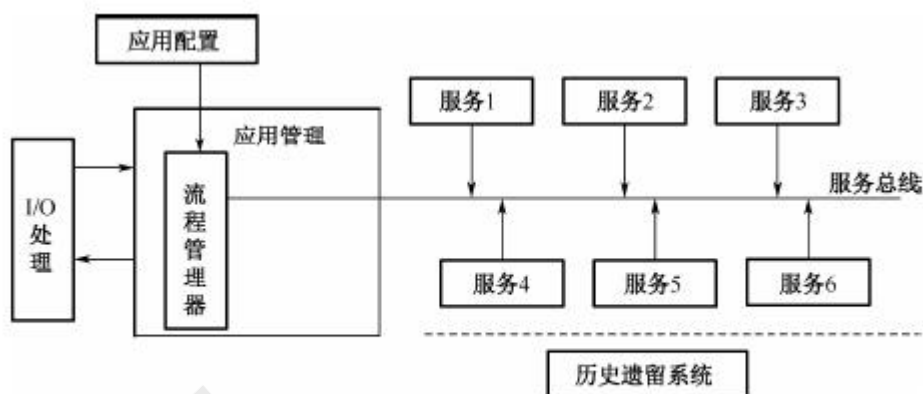 应用配置
服务1
服务2
服务3
应用管理
I/O
处理
流程管理器
服务总线
服务4
服务5
服务6
历史遗留系统